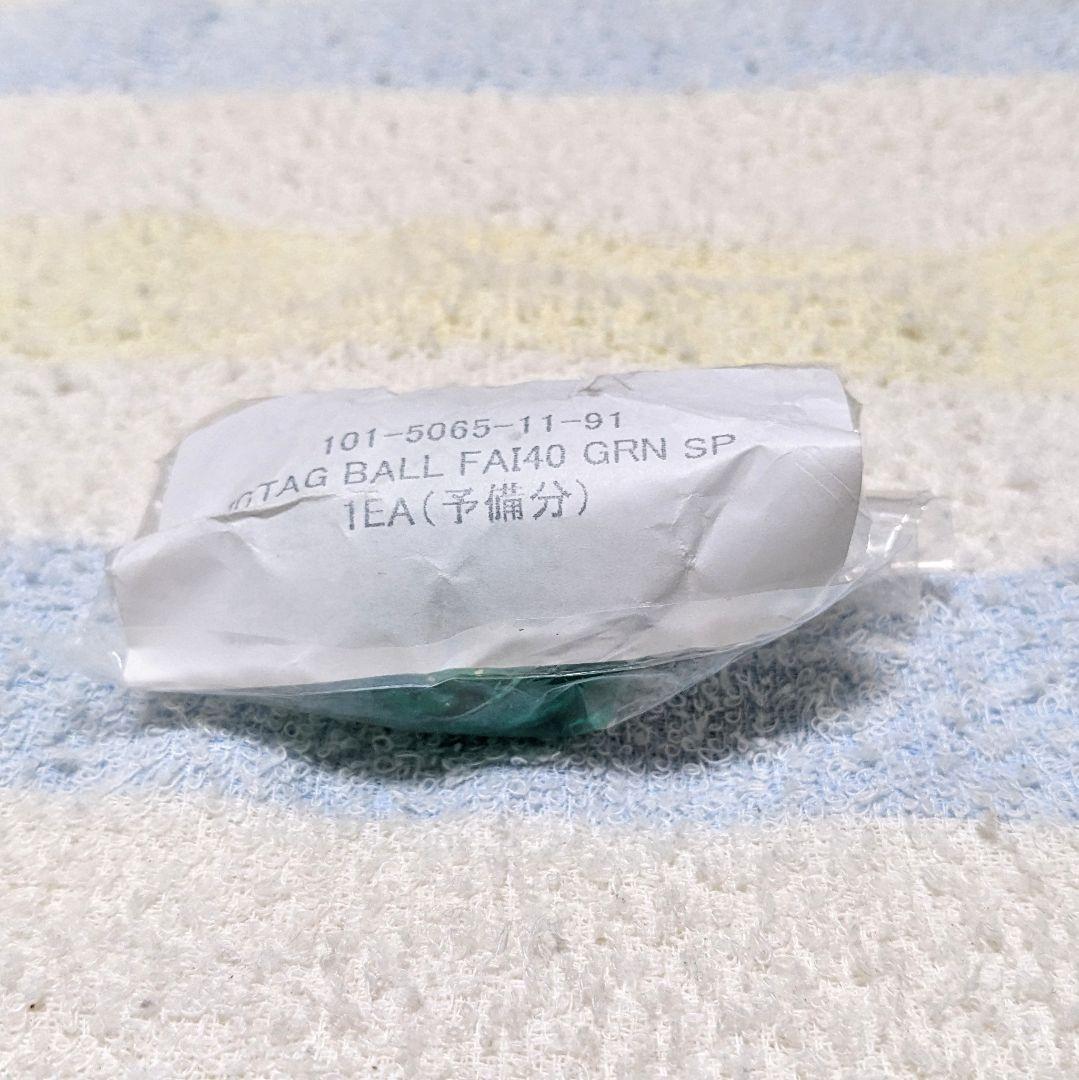 101-5065-11-91
BALL FAI40 GRN SP
1EA(予備分)